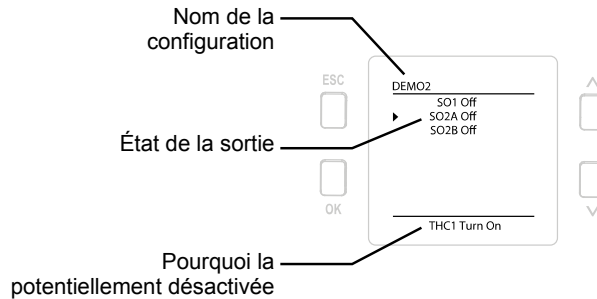 Nom de la
configuration
ESC
DEMO2
SO1 Off
État de la sortie
SO2A Off
SO2B Off
OK
THC1 Turn On
Pourquoi la
potentiellement désactivée